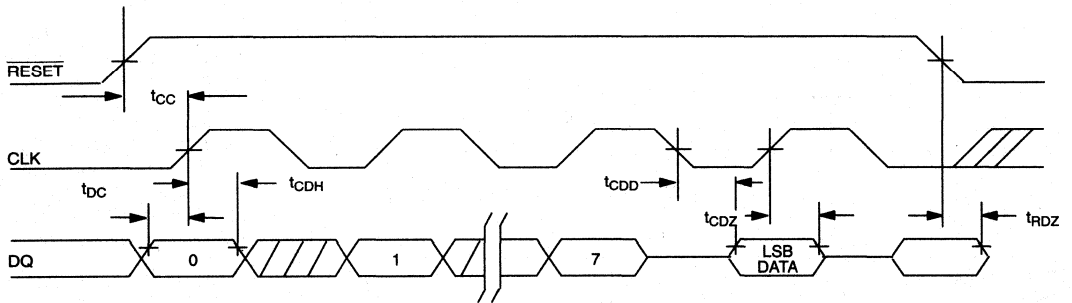 RESET
tCC
CLK
tDC
tCDH
tCDD
tCDZ
tRDZ
DQ
0
1
7
LSB
DATA